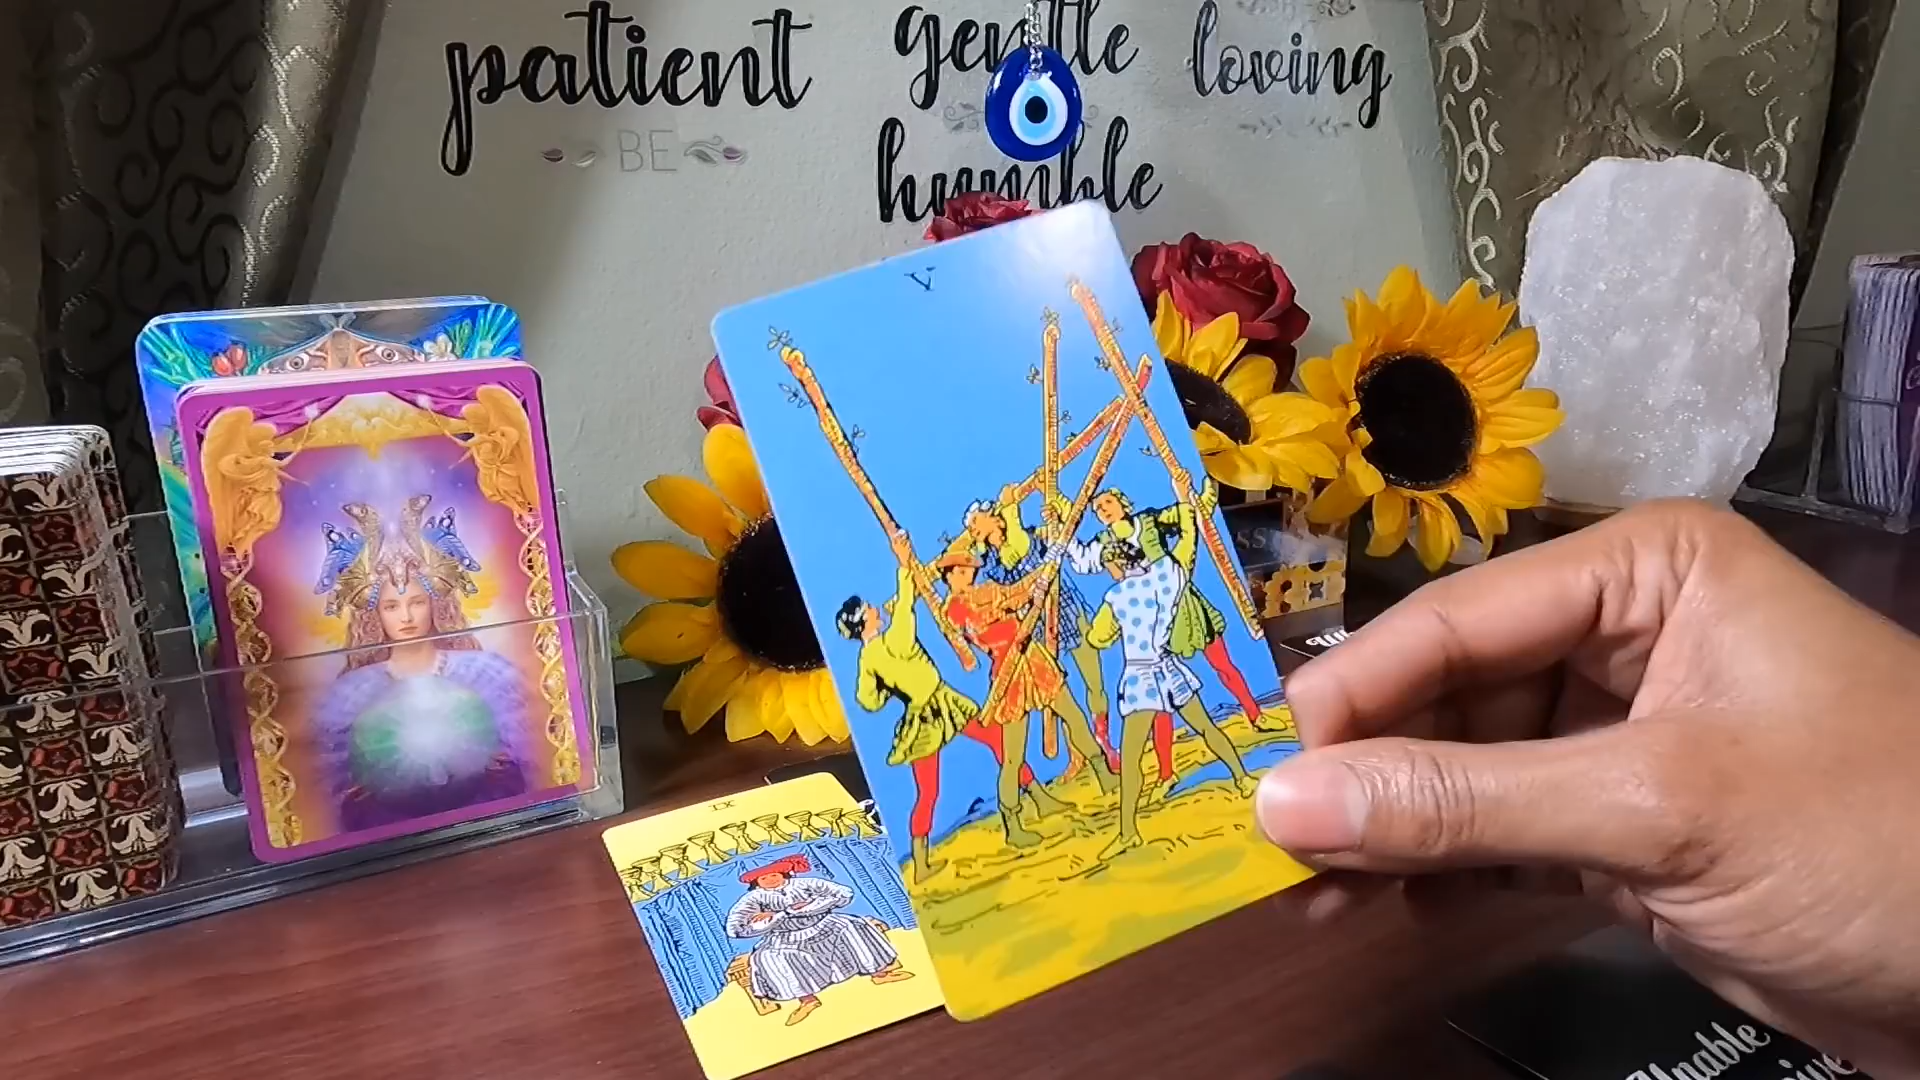 patient gentle loving
BE
humble
V
IX
Unable